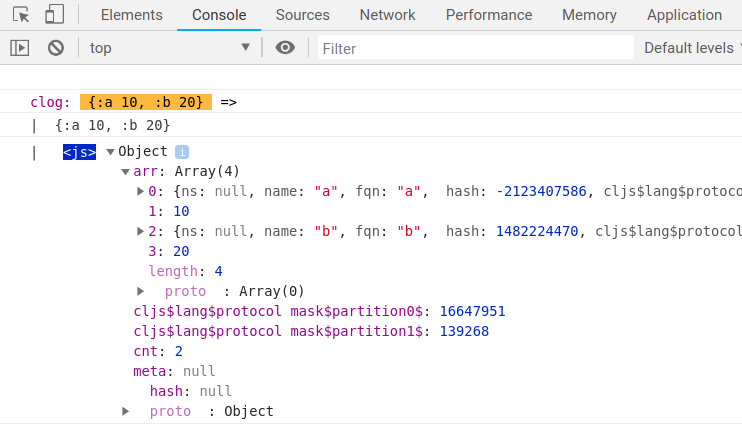 Elements Console Sources Network Performance Memory Application
top Filter Default levels
clog: {:a 10, :b 20} =>
| {:a 10, :b 20}
| <js> Object i
arr: Array(4)
0: {ns: null, name: "a", fqn: "a", hash: -2123407586, cljs$lang$protoco
1: 10
2: {ns: null, name: "b", fqn: "b", hash: 1482224470, cljs$lang$protocol
3: 20
length: 4
proto : Array(0)
cljs$lang$protocol mask$partition0$: 16647951
cljs$lang$protocol mask$partition1$: 139268
cnt: 2
meta: null
hash: null
proto : Object